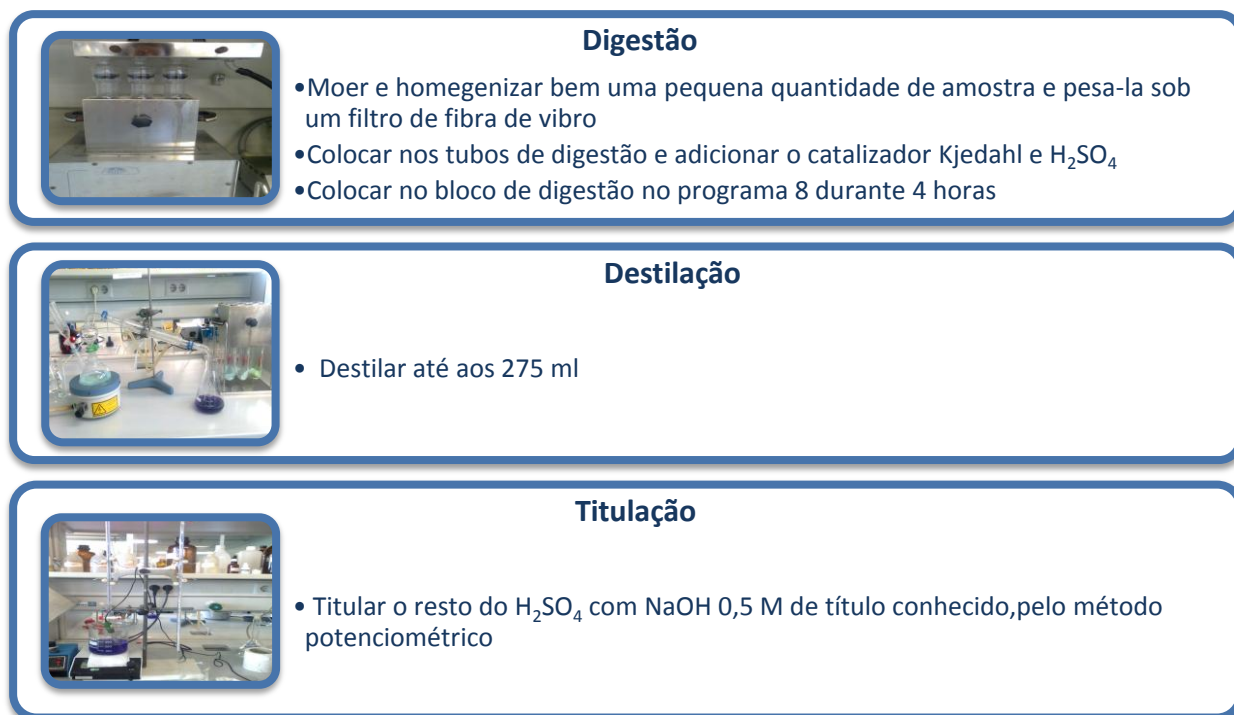 Digestão
•Moer e homegenizar bem uma pequena quantidade de amostra e pesa-la sob
um filtro de fibra de vibro
•Colocar nos tubos de digestão e adicionar o catalizador Kjedahl e H₂SO₄
•Colocar no bloco de digestão no programa 8 durante 4 horas
Destilação
• Destilar até aos 275 ml
Titulação
• Titular o resto do H₂SO₄ com NaOH 0,5 M de título conhecido,pelo método
potenciométrico